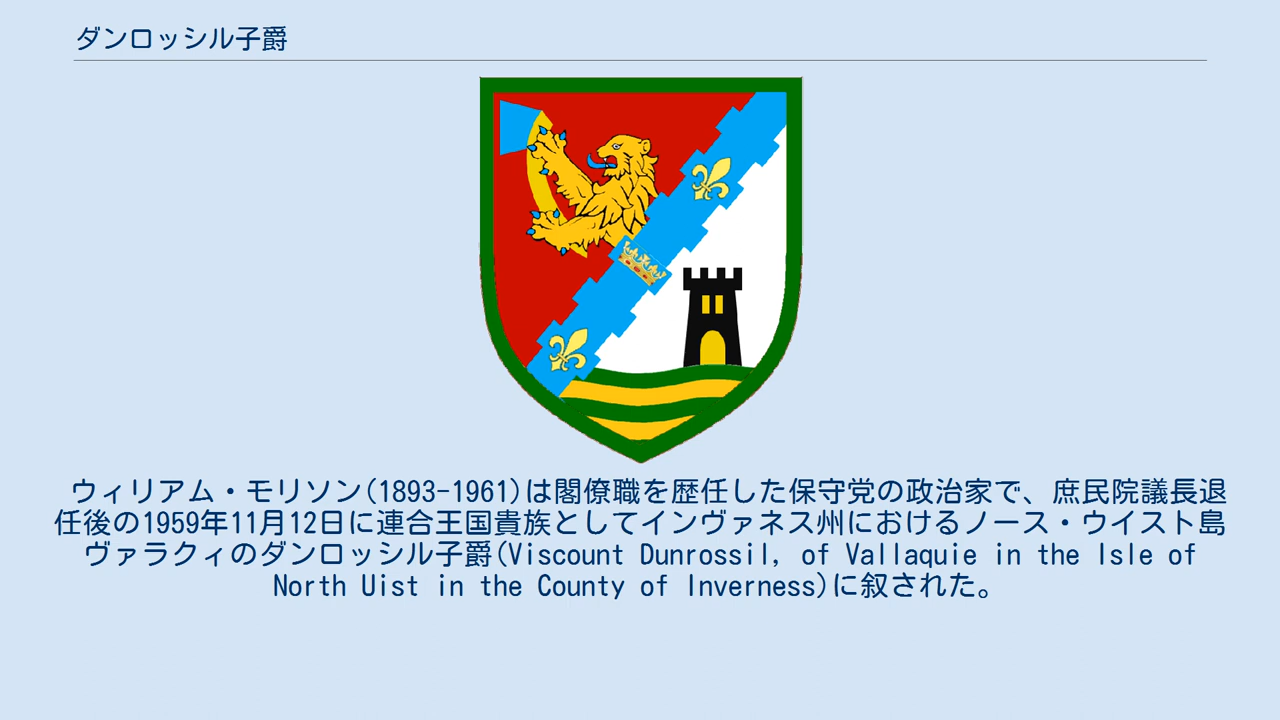 ダンロッシル子爵
ウィリアム・モリソン(1893-1961)は閣僚職を歴任した保守党の政治家で、庶民院議長退
任後の1959年11月12日に連合王国貴族としてインヴァネス州におけるノース・ウイスト島
ヴァラクィのダンロッシル子爵(Viscount Dunrossil, of Vallaquie in the Isle of
North Uist in the County of Inverness)に叙された。